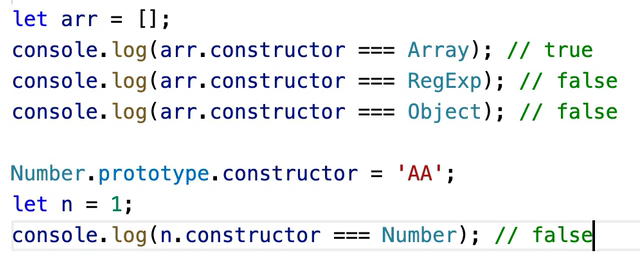 let arr = [];
console.log(arr.constructor === Array); // true
console.log(arr.constructor === RegExp); // false
console.log(arr.constructor === Object); // false
Number.prototype.constructor = 'AA';
let n = 1;
console.log(n.constructor === Number); // false